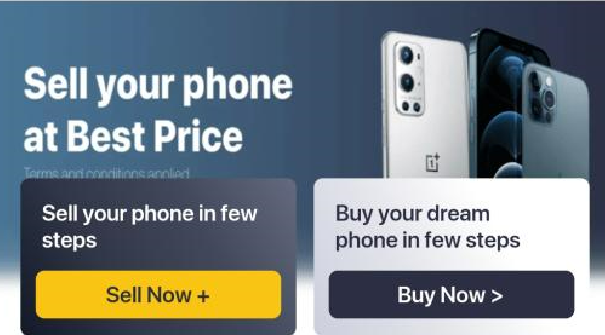 Sell your phone
at Best Price
Terms and conditions applied
Sell your phone in few
steps
Sell Now +
Buy your dream
phone in few steps
Buy Now >